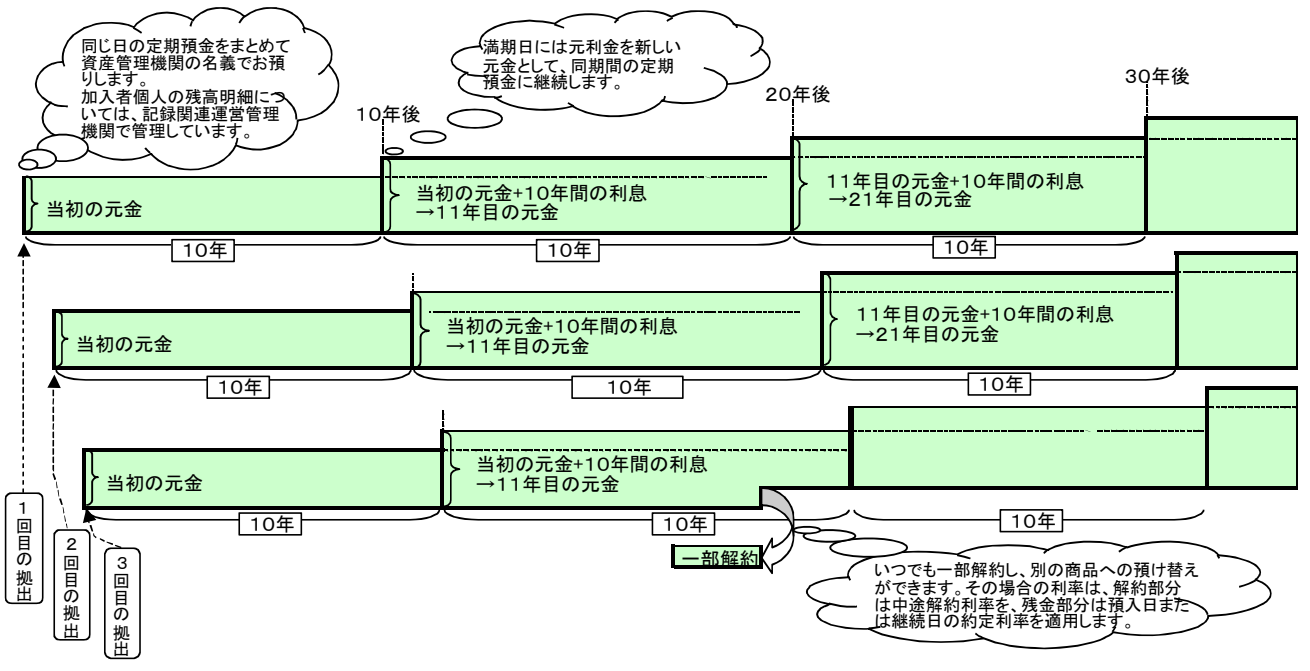 同じ日の定期預金をまとめて
資産管理機関の名義でお預
りします。
加入者個人の残高明細につ
いては、記録関連運営管理
機関で管理しています。
満期日には元利金を新しい
元金として、同期間の定期
預金に継続します。
10年後
20年後
30年後
当初の元金
当初の元金+10年間の利息
→11年目の元金
11年目の元金+10年間の利息
→21年目の元金
10年
10年
10年
当初の元金
当初の元金+10年間の利息
→11年目の元金
11年目の元金+10年間の利息
→21年目の元金
10年
10年
10年
当初の元金
当初の元金+10年間の利息
→11年目の元金
10年
10年
10年
1回目の拠出
2回目の拠出
3回目の拠出
一部解約
いつでも一部解約し、別の商品への預け替え
ができます。その場合の利率は、解約部分
は中途解約利率を、残金部分は預入日また
は継続日の約定利率を適用します。